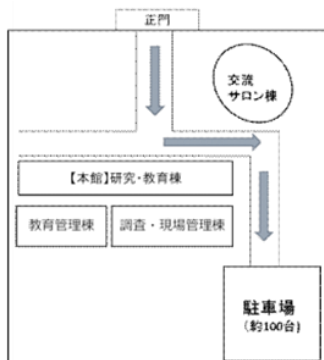 正門
交流
サロン棟
【本館】研究・教育棟
教育管理棟
調査・現場管理棟
駐車場
（約100台）